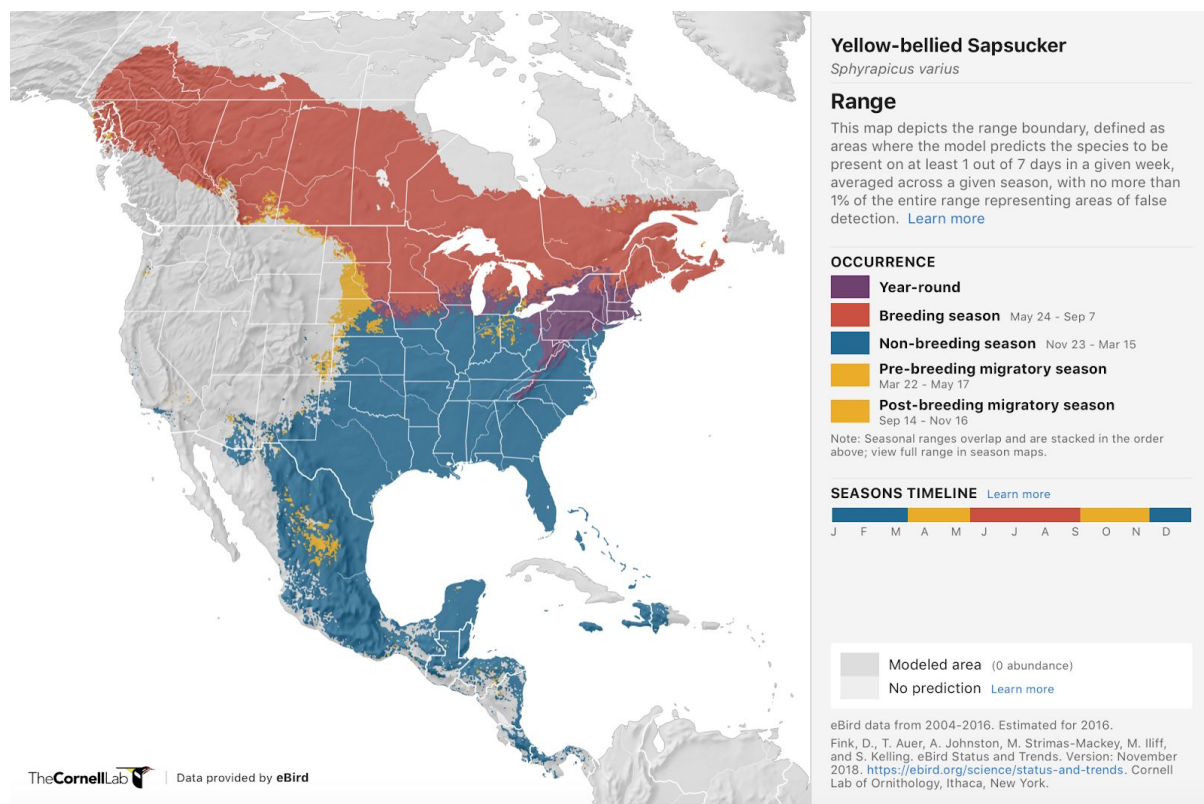 Yellow-bellied Sapsucker
Sphyrapicus varius
Range
This map depicts the range boundary, defined as
areas where the model predicts the species to be
present on at least 1 out of 7 days in a given week,
averaged across a given season, with no more than
1% of the entire range representing areas of false
detection. Learn more
OCCURRENCE
Year-round
Breeding season May 24 - Sep 7
Non-breeding season Nov 23 - Mar 15
Pre-breeding migratory season
Mar 22 - May 17
Post-breeding migratory season
Sep 14 - Nov 16
Note: Seasonal ranges overlap and are stacked in the order
above; view full range in season maps.
SEASONS TIMELINE Learn more
J F M A M J J A S O N D
Modeled area (0 abundance)
No prediction Learn more
eBird data from 2004-2016. Estimated for 2016.
Fink, D., T. Auer, A. Johnston, M. Strimas-Mackey, M. Iliff,
and S. Kelling. eBird Status and Trends. Version: November
2018. https://ebird.org/science/status-and-trends. Cornell
Lab of Ornithology, Ithaca, New York.
TheCornellLab Data provided by eBird